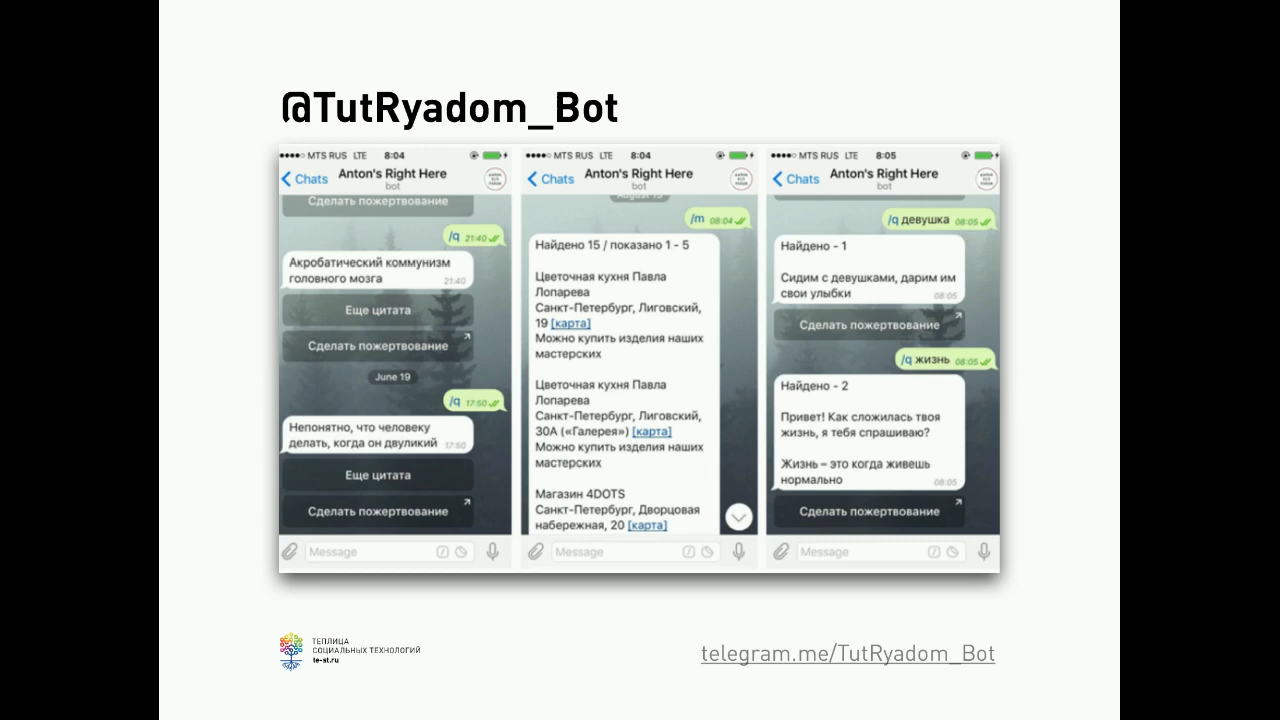 @TutRyadom_Bot
MTS RUS LTE 8:04
Chats Anton's Right Here
bot
Сделать пожертвование
/q 21:40
Акробатический коммунизм
головного мозга 21:40
Еще цитата
Сделать пожертвование
June 19
/q 17:50
Непонятно, что человеку
делать, когда он двуликий 17:50
Еще цитата
Сделать пожертвование
Message
MTS RUS LTE 8:04
Chats Anton's Right Here
bot
/m 08:04
Найдено 15 / показано 1 - 5
Цветочная кухня Павла
Лопарева
Санкт-Петербург, Лиговский,
19 [карта]
Можно купить изделия наших
мастерских
Цветочная кухня Павла
Лопарева
Санкт-Петербург, Лиговский,
30А («Галерея») [карта]
Можно купить изделия наших
мастерских
Магазин 4DOTS
Санкт-Петербург, Дворцовая
набережная, 20 [карта]
Message
MTS RUS LTE 8:05
Chats Anton's Right Here
bot
/q девушка 08:05
Найдено - 1
Сидим с девушками, дарим им
свои улыбки 08:05
Сделать пожертвование
/q жизнь 08:05
Найдено - 2
Привет! Как сложилась твоя
жизнь, я тебя спрашиваю?
Жизнь – это когда живешь
нормально 08:05
Сделать пожертвование
Message
ТЕПЛИЦА
СОЦИАЛЬНЫХ ТЕХНОЛОГИЙ
te-st.ru
telegram.me/TutRyadom_Bot